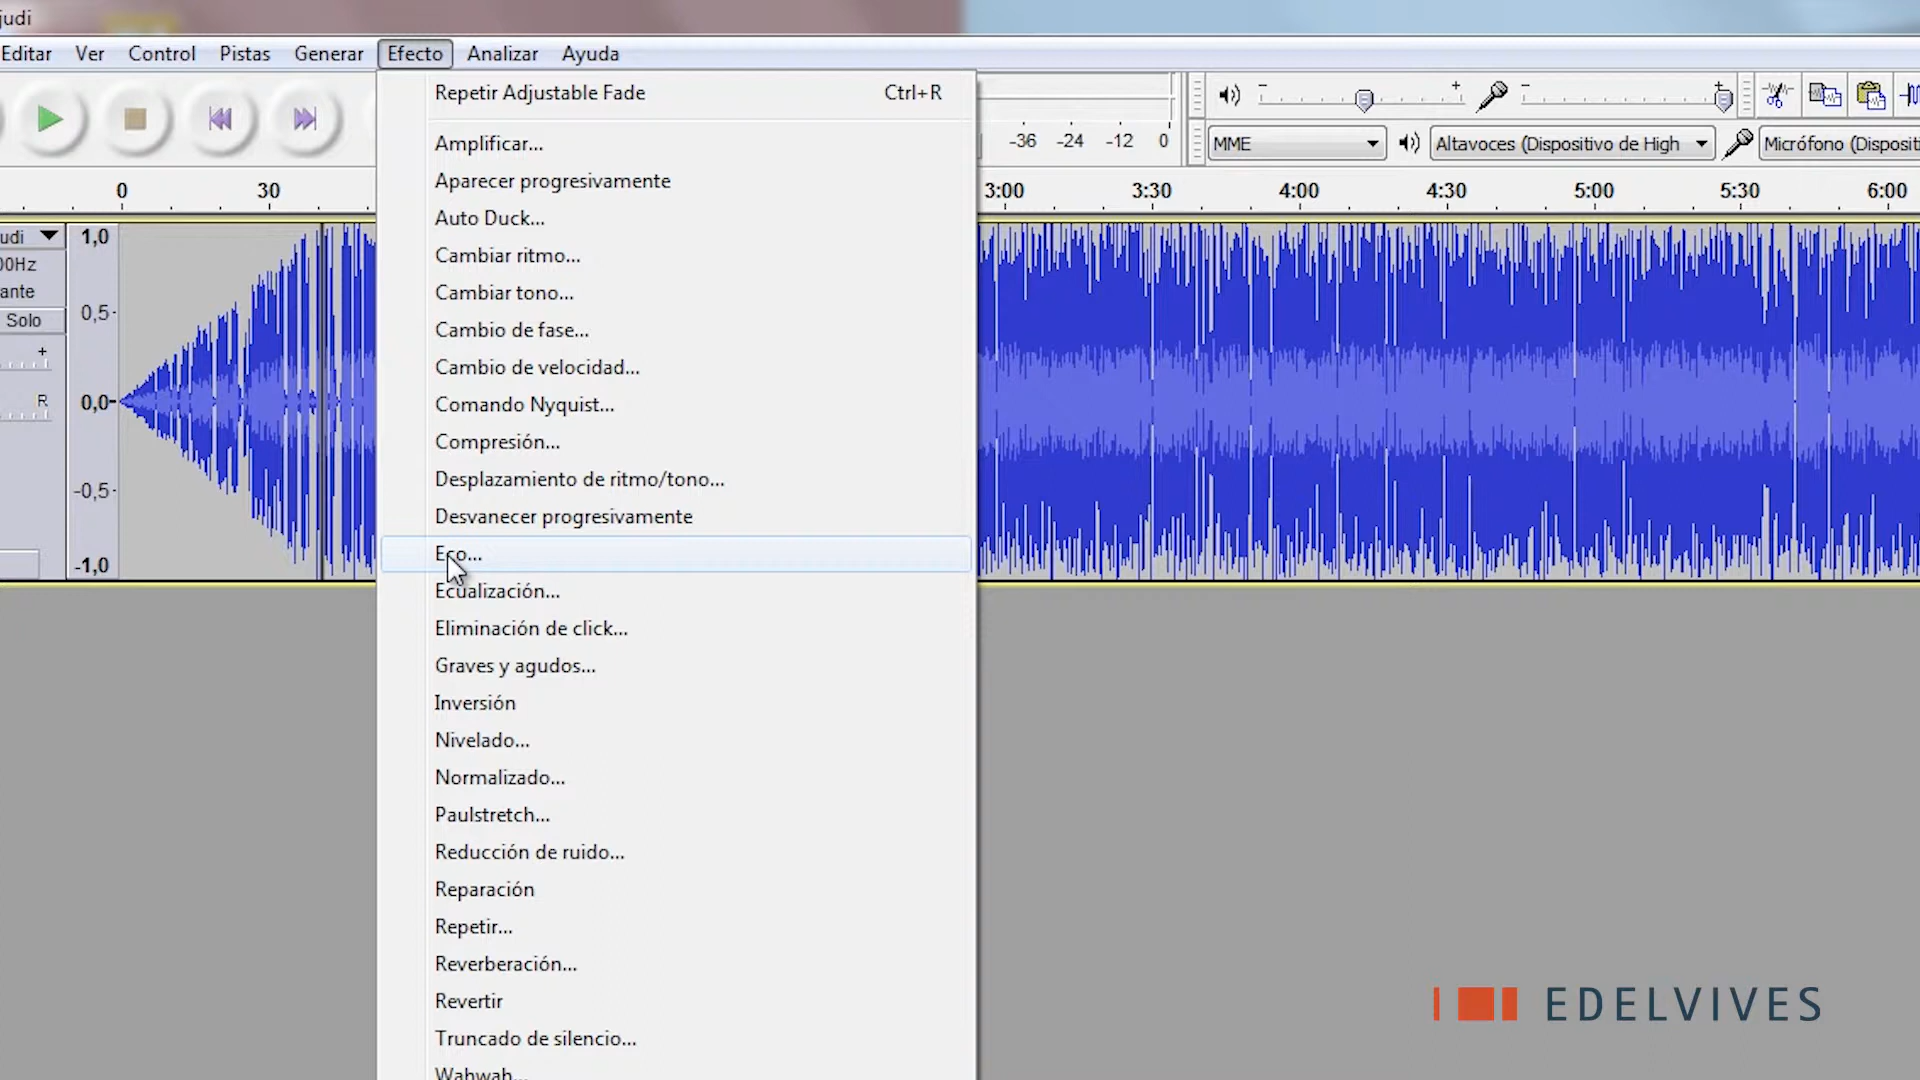 judi
Editar Ver Control Pistas Generar Efecto Analizar Ayuda
Repetir Adjustable Fade Ctrl+R
Amplificar...
Aparecer progresivamente
Auto Duck...
Cambiar ritmo...
Cambiar tono...
Cambio de fase...
Cambio de velocidad...
Comando Nyquist...
Compresión...
Desplazamiento de ritmo/tono...
Desvanecer progresivamente
Eco...
Ecualización...
Eliminación de click...
Graves y agudos...
Inversión
Nivelado...
Normalizado...
Paulstretch...
Reducción de ruido...
Reparación
Repetir...
Reverberación...
Revertir
Truncado de silencio...
Wahwah...
-36 -24 -12 0
MME Altavoces (Dispositivo de High Micrófono (Dispositi
0 30 3:00 3:30 4:00 4:30 5:00 5:30 6:00
udi 1,0
00Hz
ante
0,5
Solo
+
R 0,0
-0,5
-1,0
EDELVIVES